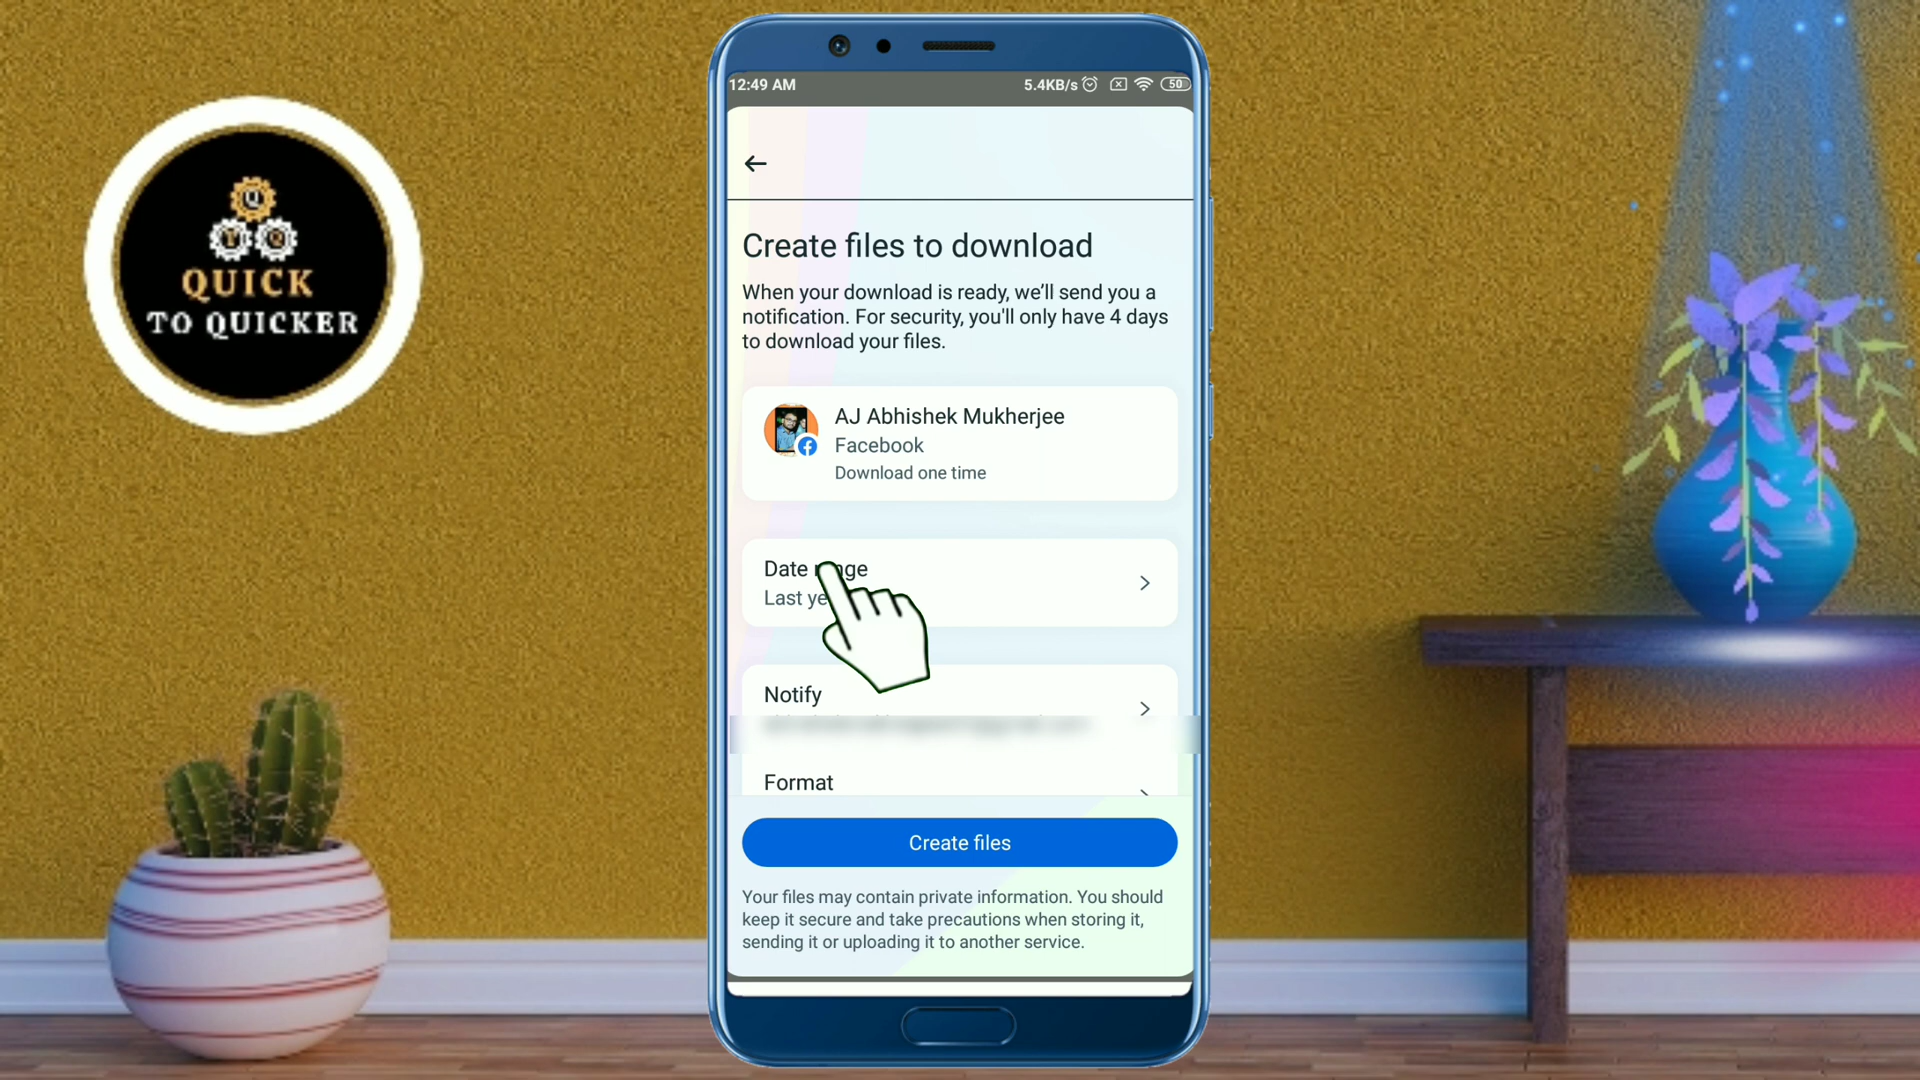 QUICK
TO QUICKER
12:49 AM
5.4KB/s
50
Create files to download
When your download is ready, we'll send you a
notification. For security, you'll only have 4 days
to download your files.
AJ Abhishek Mukherjee
Facebook
Download one time
Date range
Last
Notify
Format
Create files
Your files may contain private information. You should
keep it secure and take precautions when storing it,
sending it or uploading it to another service.